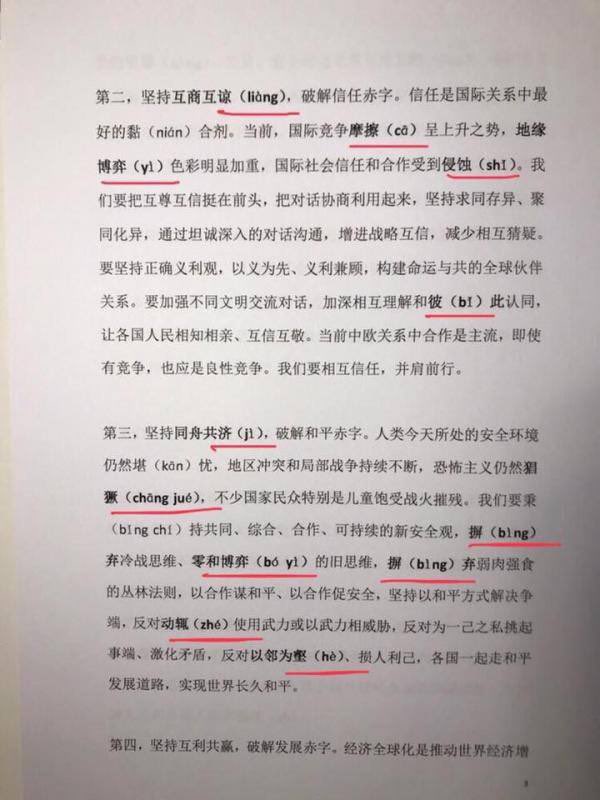 第二，坚持互商互谅（liàng），破解信任赤字。信任是国际关系中最
好的黏（nián）合剂。当前，国际竞争摩擦（cā）呈上升之势，地缘
博弈（yì）色彩明显加重，国际社会信任和合作受到侵蚀（shí）。我
们要把互尊互信挺在前头，把对话协商利用起来，坚持求同存异、聚
同化异，通过坦诚深入的对话沟通，增进战略互信，减少相互猜疑。
要坚持正确义利观，以义为先、义利兼顾，构建命运与共的全球伙伴
关系。要加强不同文明交流对话，加深相互理解和彼（bǐ）此认同，
让各国人民相知相亲、互信互敬。当前中欧关系中合作是主流，即使
有竞争，也应是良性竞争。我们要相互信任，并肩前行。
第三，坚持同舟共济（jì），破解和平赤字。人类今天所处的安全环境
仍然堪（kān）忧，地区冲突和局部战争持续不断，恐怖主义仍然猖
獗（chāng jué），不少国家民众特别是儿童饱受战火摧残。我们要秉
（bǐng chí）持共同、综合、合作、可持续的新安全观，摒（bìng）
弃冷战思维、零和博弈（bó yì）的旧思维，摒（bìng）弃弱肉强食
的丛林法则，以合作谋和平、以合作促安全，坚持以和平方式解决争
端，反对动辄（zhé）使用武力或以武力相威胁，反对为一己之私挑起
事端、激化矛盾，反对以邻为壑（hè）、损人利己，各国一起走和平
发展道路，实现世界长久和平。
第四，坚持互利共赢，破解发展赤字。经济全球化是推动世界经济增
3